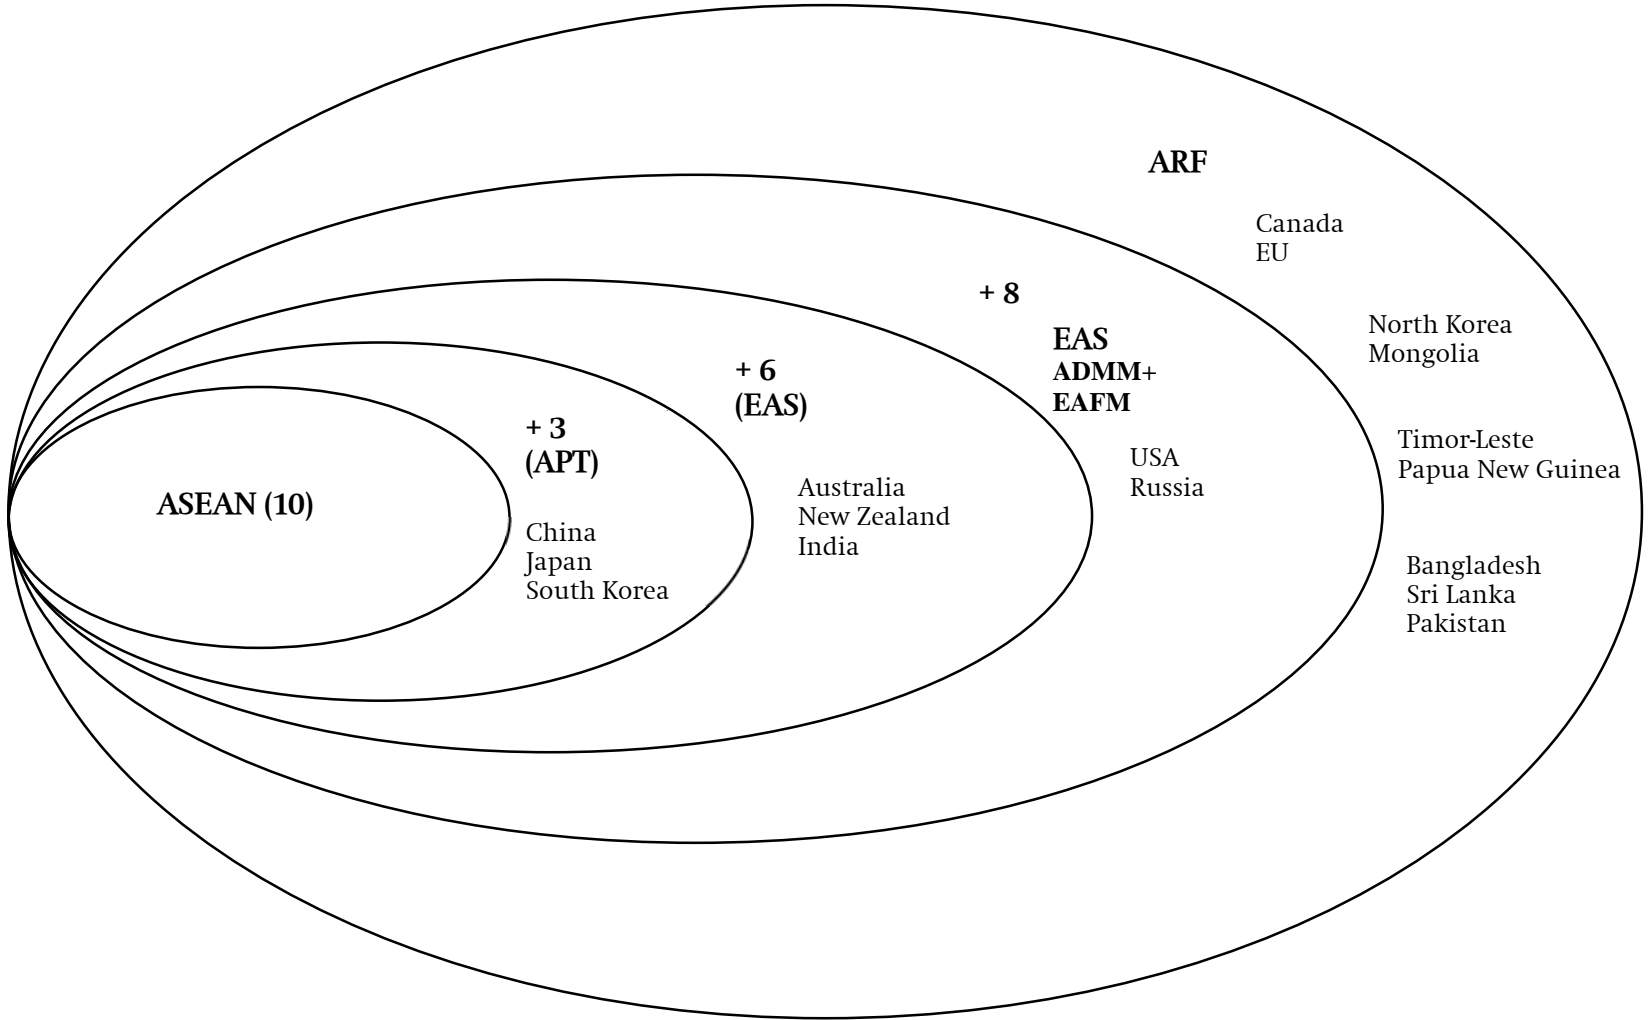 ARF
Canada
EU
North Korea
Mongolia
Timor-Leste
Papua New Guinea
Bangladesh
Sri Lanka
Pakistan
+ 8
EAS
ADMM+
EAFM
USA
Russia
+ 6
(EAS)
Australia
New Zealand
India
+ 3
(APT)
China
Japan
South Korea
ASEAN (10)